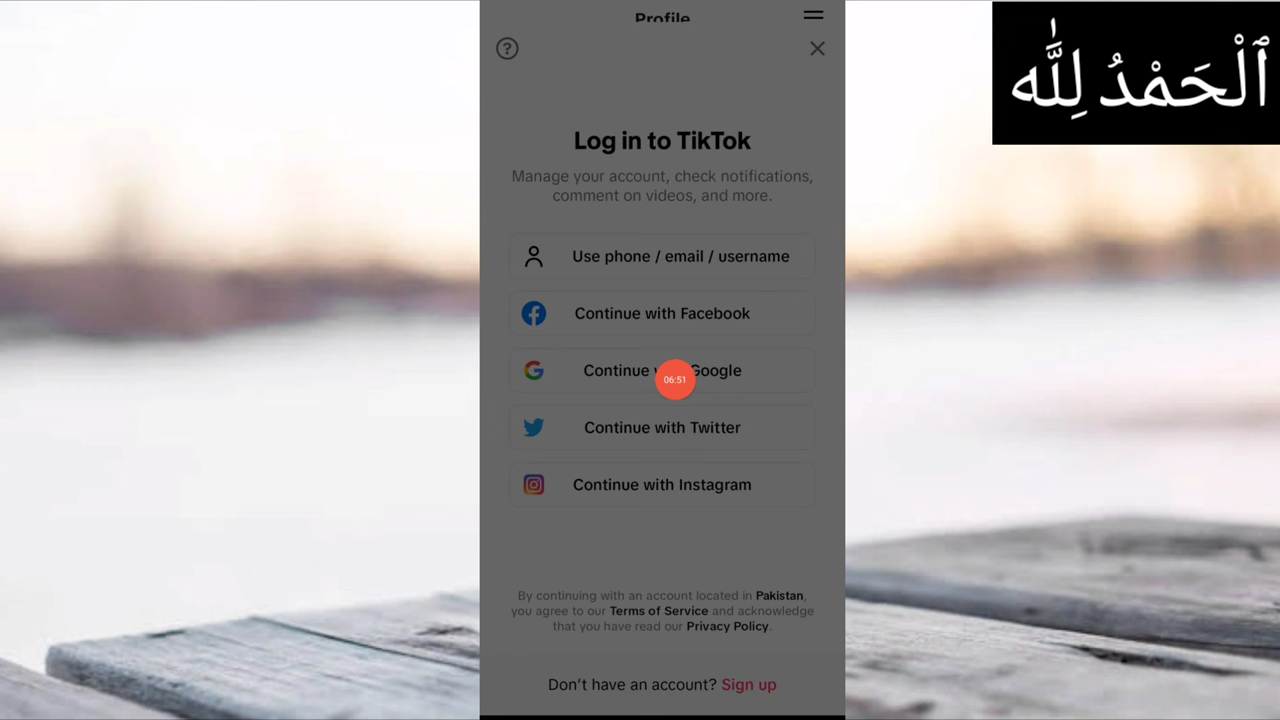 Profile
ٱلْحَمْدُ لِلَّٰه
Log in to TikTok
Manage your account, check notifications,
comment on videos, and more.
Use phone / email / username
Continue with Facebook
Continue Google
06:51
Continue with Twitter
Continue with Instagram
By continuing with an account located in Pakistan,
you agree to our Terms of Service and acknowledge
that you have read our Privacy Policy.
Don't have an account? Sign up